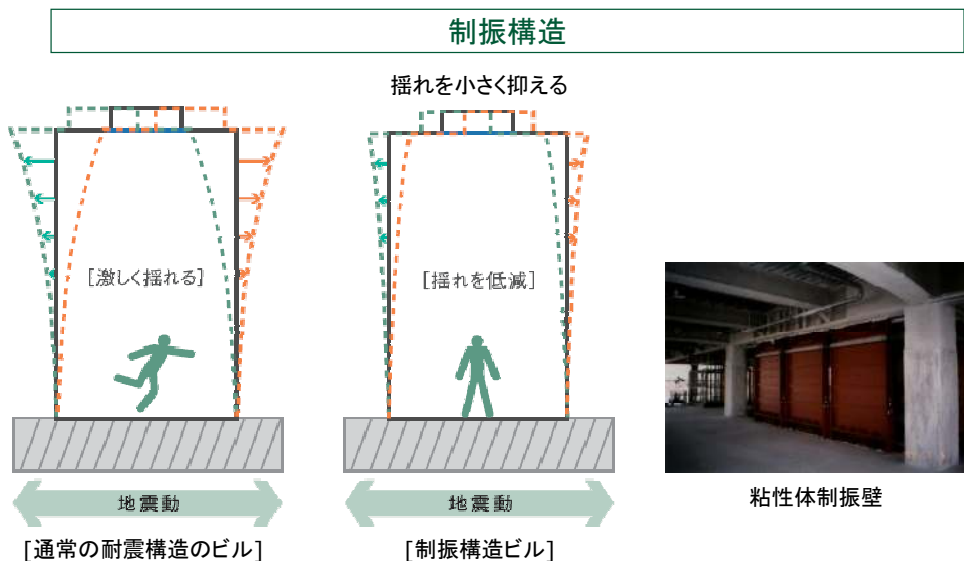 制振構造
揺れを小さく抑える
[激しく揺れる]
[揺れを低減]
地震動
地震動
粘性体制振壁
[通常の耐震構造のビル]
[制振構造ビル]